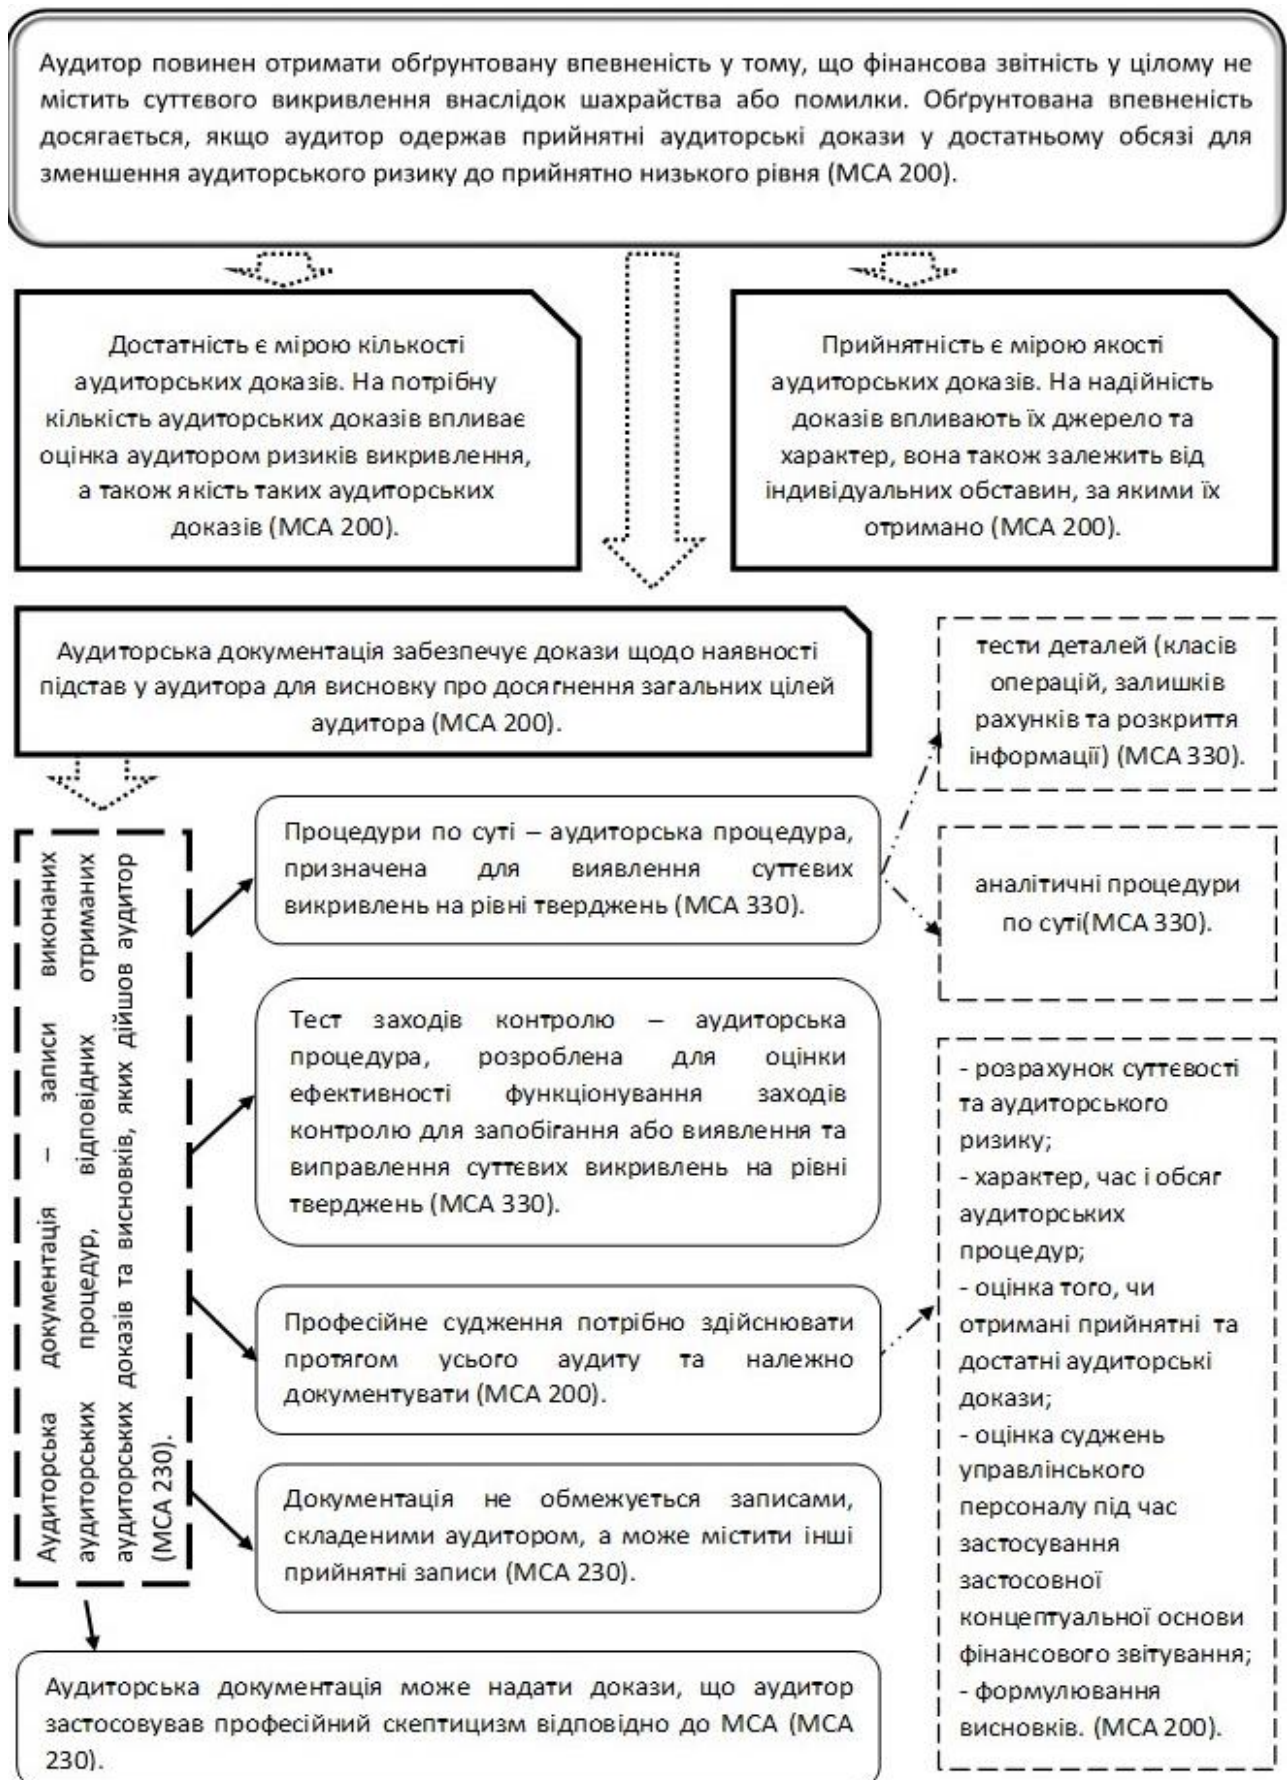 Аудитор повинен отримати обґрунтовану впевненість у тому, що фінансова звітність у цілому не
містить суттєвого викривлення внаслідок шахрайства або помилки. Обґрунтована впевненість
досягається, якщо аудитор одержав прийнятні аудиторські докази у достатньому обсязі для
зменшення аудиторського ризику до прийнятно низького рівня (МСА 200).
Достатність є мірою кількості
аудиторських доказів. На потрібну
кількість аудиторських доказів впливає
оцінка аудитором ризиків викривлення,
а також якість таких аудиторських
доказів (МСА 200).
Прийнятність є мірою якості
аудиторських доказів. На надійність
доказів впливають їх джерело та
характер, вона також залежить від
індивідуальних обставин, за якими їх
отримано (МСА 200).
Аудиторська документація забезпечує докази щодо наявності
підстав у аудитора для висновку про досягнення загальних цілей
аудитора (МСА 200).
тести деталей (класів
операцій, залишків
рахунків та розкриття
інформації) (МСА 330).
аналітичні процедури
по суті(МСА 330).
Аудиторська документація – записи виконаних
аудиторських процедур, відповідних отриманих
аудиторських доказів та висновків, яких дійшов аудитор
(МСА 230).
Процедури по суті – аудиторська процедура,
призначена для виявлення суттєвих
викривлень на рівні тверджень (МСА 330).
Тест заходів контролю – аудиторська
процедура, розроблена для оцінки
ефективності функціонування заходів
контролю для запобігання або виявлення та
виправлення суттєвих викривлень на рівні
тверджень (МСА 330).
Професійне судження потрібно здійснювати
протягом усього аудиту та належно
документувати (МСА 200).
- розрахунок суттєвості
та аудиторського
ризику;
- характер, час і обсяг
аудиторських
процедур;
- оцінка того, чи
отримані прийнятні та
достатні аудиторські
докази;
- оцінка суджень
управлінського
персоналу під час
застосування
застосовної
концептуальної основи
фінансового звітування;
- формулювання
висновків. (МСА 200).
Документація не обмежується записами,
складеними аудитором, а може містити інші
прийнятні записи (МСА 230).
Аудиторська документація може надати докази, що аудитор
застосовував професійний скептицизм відповідно до МСА (МСА
230).